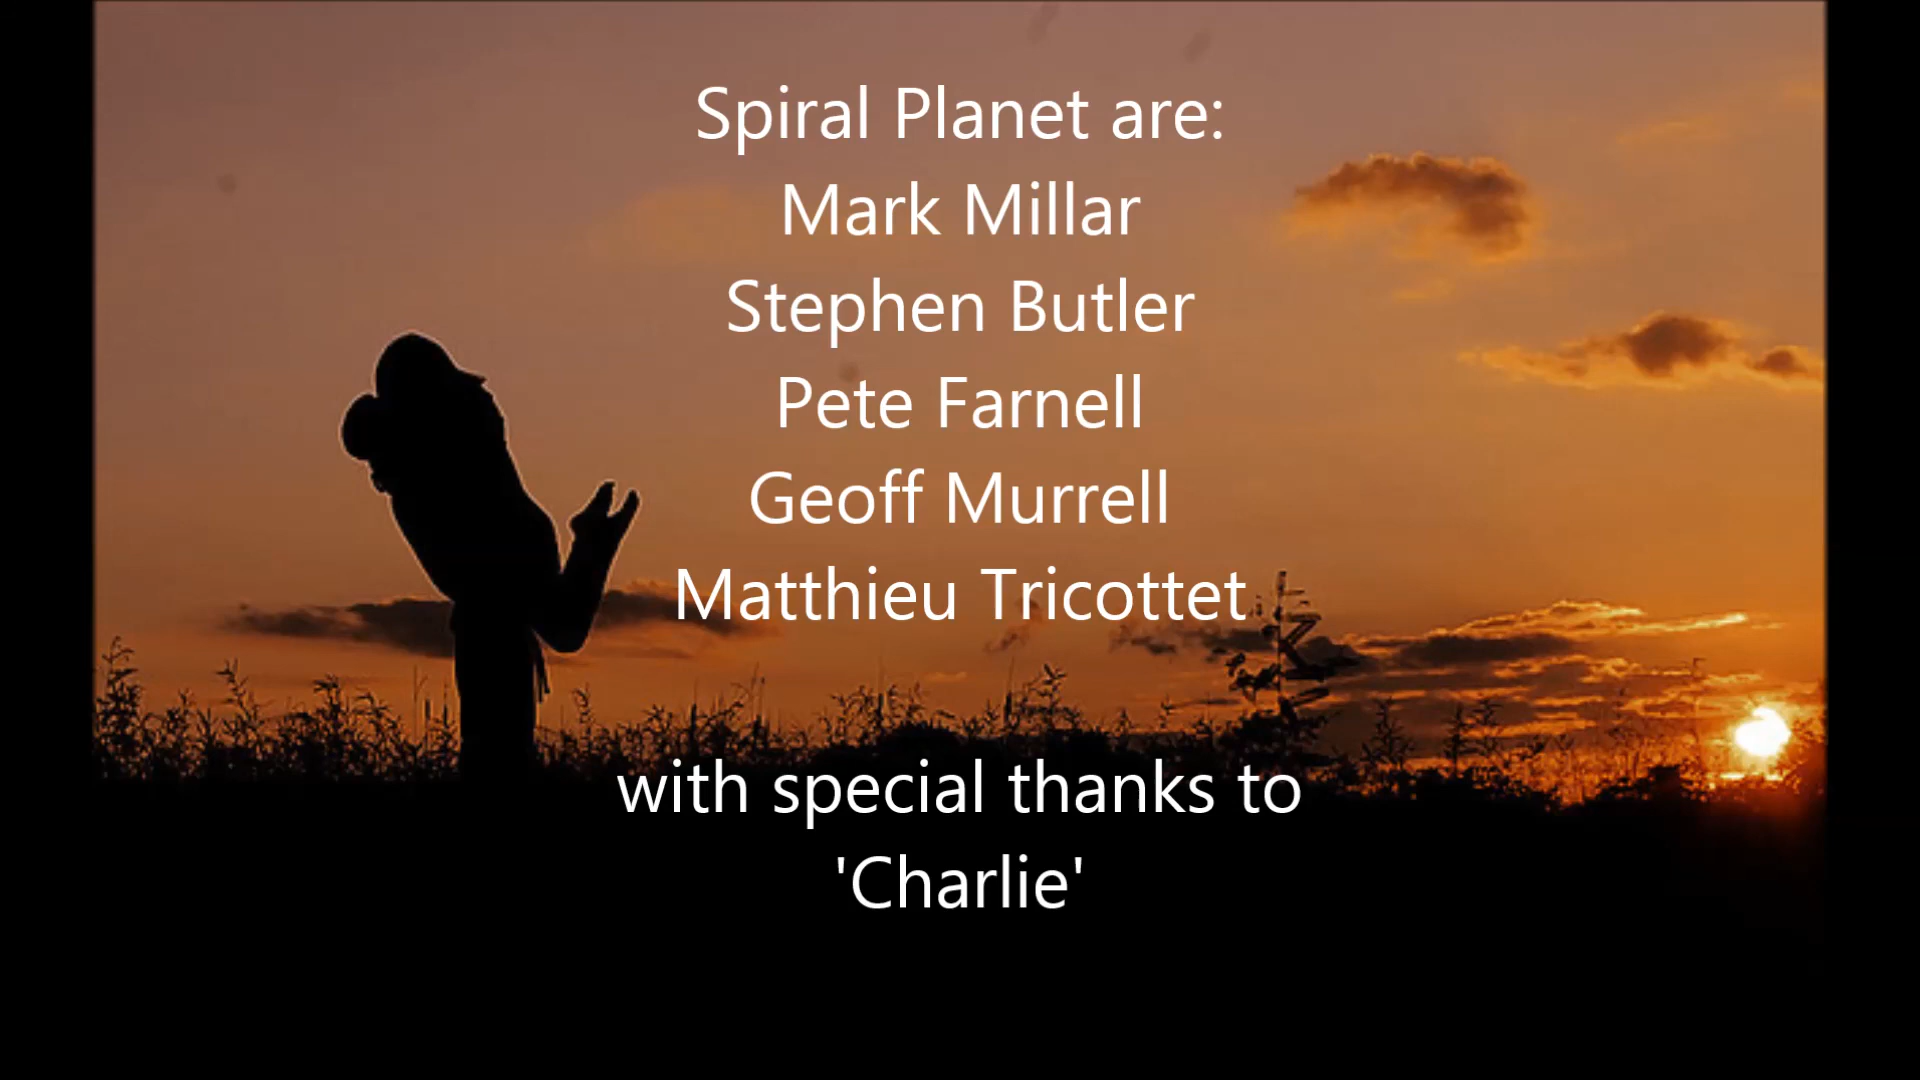 Spiral Planet are:
Mark Millar
Stephen Butler
Pete Farnell
Geoff Murrell
Matthieu Tricottet
with special thanks to
'Charlie'